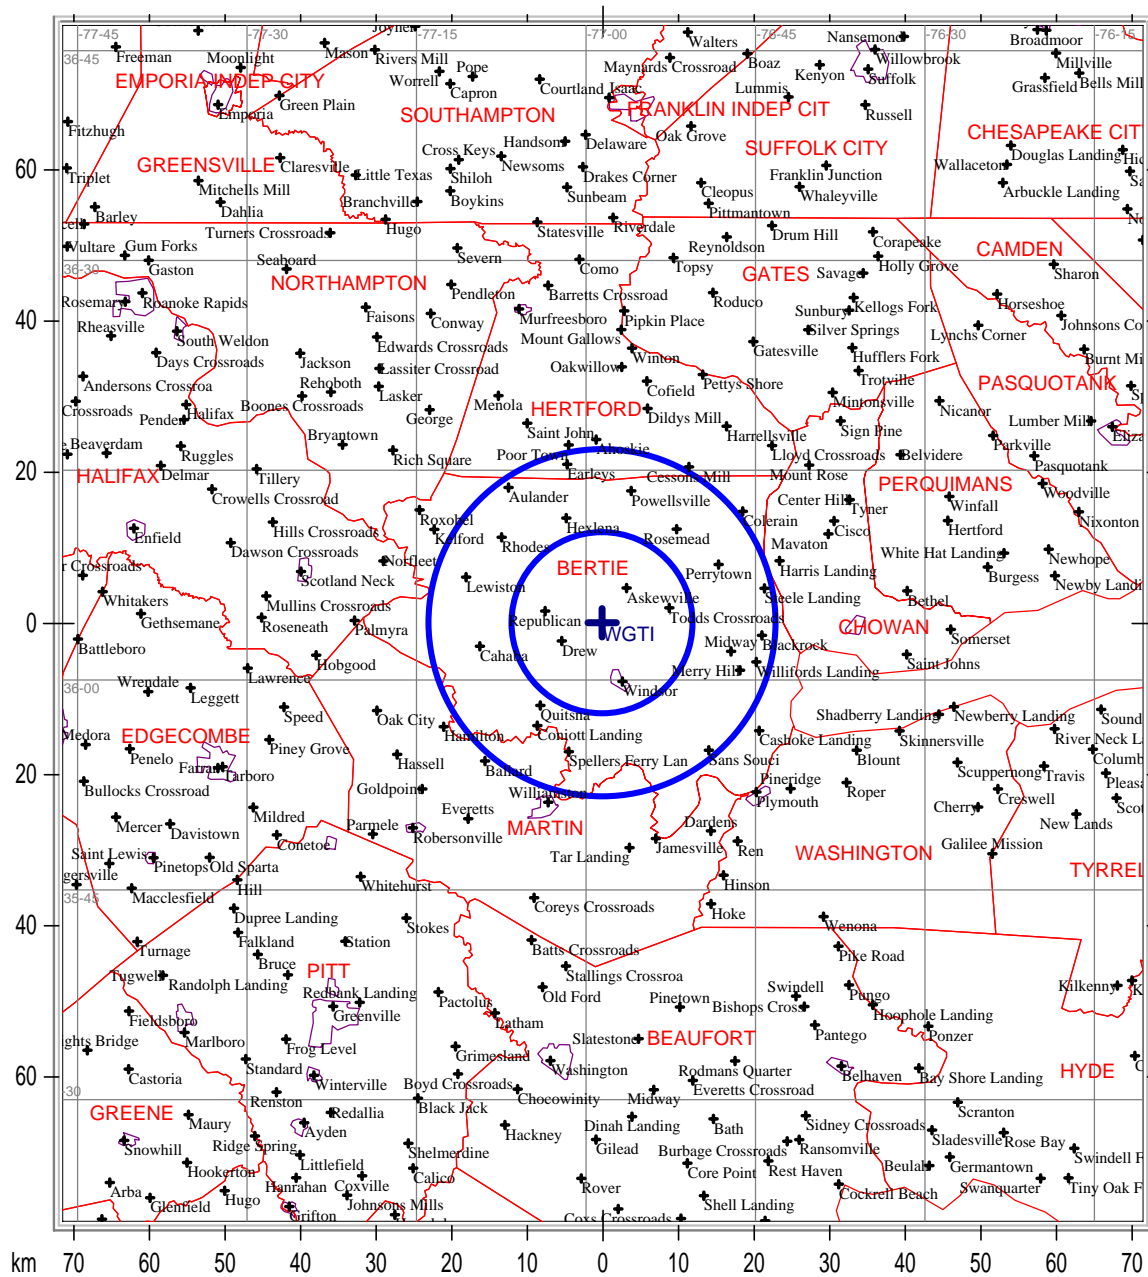 -77-45
-77-30
-77-15
-77-00
-76-45
-76-30
-76-15
36-45
Freeman
Moonlight
Mason
Joyner
Rivers Mill
Pope
Worrell
Capron
Walters
Maynards Crossroad
Boaz
Nansemond
Willowbrook
Kenyon
Suffolk
Broadmoor
Millville
Grassfield
Bells Mill
EMPORIA INDEP CITY
Emporia
Green Plain
Courtland
Isaac
Lummis
FRANKLIN INDEP CIT
Russell
SOUTHAMPTON
Fitzhugh
Handsom
Delaware
Oak Grove
CHESAPEAKE CIT
Douglas Landing
GREENSVILLE
Claresville
Cross Keys
Newsoms
SUFFOLK CITY
Wallaceton
60
Triplet
Little Texas
Shiloh
Drakes Corner
Franklin Junction
Mitchells Mill
Boykins
Sunbeam
Cleopus
Whaleyville
Arbuckle Landing
Barley
Dahlia
Branchville
Pittmantown
Turners Crossroads
Hugo
Statesville
Riverdale
Drum Hill
Corapeake
Vultare
Gum Forks
Reynoldson
CAMDEN
36-30
Gaston
Seaboard
Severn
Como
Topsy
Holly Grove
Savage
Sharon
NORTHAMPTON
GATES
Rosemary
Roanoke Rapids
Pendleton
Barretts Crossroad
Roduco
Horseshoe
40
Faisons
Conway
Murfreesboro
Pipkin Place
Sunbury
Kellogs Fork
Rheasville
South Weldon
Silver Springs
Lynchs Corner
Edwards Crossroads
Mount Gallows
Winton
Gatesville
Hufflers Fork
Days Crossroads
Jackson
Lassiter Crossroad
Oakwillow
Trotville
Andersons Crossroa
Rehoboth
Cofield
Pettys Shore
PASQUOTANK
Crossroads
Halifax
Boones Crossroads
Lasker
Menola
HERTFORD
Mintonsville
Nicanor
Penden
George
Dildys Mill
Harrellsville
Sign Pine
Lumber Mill
Bryantown
Saint John
Ahoskie
Parkville
Ruggles
Rich Square
Poor Town
Lloyd Crossroads
Belvidere
Pasquotank
20
HALIFAX
Delmar
Tillery
Earleys
Cessons Mill
Mount Rose
PERQUIMANS
Woodville
Crowells Crossroad
Aulander
Powellsville
Center Hill
Tyner
Winfall
Roxobel
Colerain
Nixonton
Enfield
Hills Crossroads
Kelford
Hexlena
Rosemead
Cisco
Hertford
Dawson Crossroads
Rhodes
Mavaton
White Hat Landing
Newhope
Norfleet
BERTIE
Perrytown
Harris Landing
Burgess
Scotland Neck
Lewiston
Askewville
Steele Landing
Bethel
Whitakers
Mullins Crossroads
Republican
Todds Crossroads
Gethsemane
Roseneath
0
Palmyra
WGTI
CHOWAN
Somerset
Battleboro
Cahaba
Drew
Midway
Blackrock
Hobgood
Merry Hill
Willifords Landing
Saint Johns
36-00
Wrendale
Lawrence
Windsor
Leggett
Speed
Oak City
Quitsna
Shadberry Landing
Newberry Landing
Medora
EDGECOMBE
Piney Grove
Hamilton
Coniott Landing
Cashoke Landing
Skinnersville
Penelo
Hassell
Ballard
Spellers Ferry Lan
Sans Souci
Blount
20
Farrar
Tarboro
Scuppernong
Travis
Bullocks Crossroad
Goldpoint
Williamston
Pineridge
Plymouth
Roper
Creswell
Mildred
Everetts
Cherry
Mercer
Davistown
Parmele
Robersonville
MARTIN
Dardens
New Lands
Conetoe
Jamesville
Ren
Galilee Mission
Saint Lewis
Pinetops
Old Sparta
Tar Landing
WASHINGTON
TYRREL
35-45
Macclesfield
Hill
Whitehurst
Hinson
Coreys Crossroads
Hoke
Dupree Landing
Stokes
Wenona
40
Turnage
Falkland
Station
Batts Crossroads
Pike Road
Bruce
PITT
Stallings Crossroa
Tugwell
Randolph Landing
Redbank Landing
Old Ford
Swindell
Pungo
Kilkenny
Pactolus
Pinetown
Bishops Cross
Fieldsboro
Greenville
Latham
Hoophole Landing
Marlboro
Slatestone
BEAUFORT
Pantego
Ponzer
Frog Level
Grimesland
60
Castoria
Standard
Washington
Rodmans Quarter
Belhaven
Bay Shore Landing
HYDE
Winterville
Boyd Crossroads
Everetts Crossroad
Renston
Chocowinity
Midway
GREENE
Black Jack
Scranton
Maury
Redallia
Dinah Landing
Bath
Sidney Crossroads
Snowhill
Ridge Spring
Ayden
Hackney
Gilead
Ransomville
Sladesville
Rose Bay
Shelmerdine
Burbage Crossroads
Hookerton
Littlefield
Calico
Core Point
Rest Haven
Beulah
Germantown
Arba
Hanrahan
Coxville
Rover
Swanquarter
Glenfield
Hugo
Johnsons Mills
Shell Landing
Cockrell Beach
Grifton
Coxs Crossroads
km
70
60
50
40
30
20
10
0
10
20
30
40
50
60
70